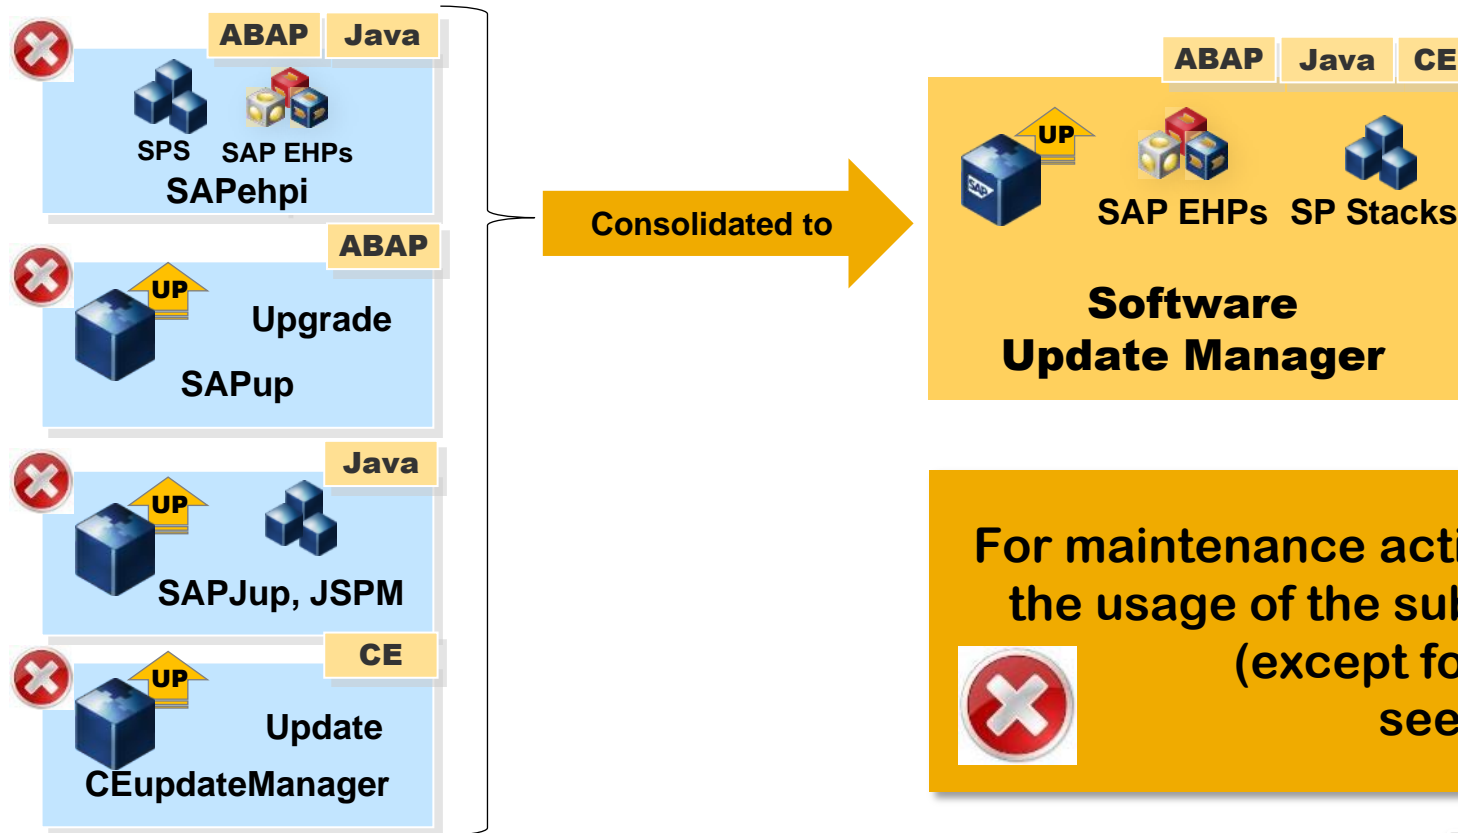 ABAP Java
SPS SAP EHPs
SAPehpi
ABAP
UP
Upgrade
SAPup
Java
UP
SAPJup, JSPM
CE
UP
Update
CEupdateManager
Consolidated to
ABAP Java CE
UP
SAP
SAP EHPs SP Stacks
Software
Update Manager
For maintenance acti
the usage of the sub
(except fo
see